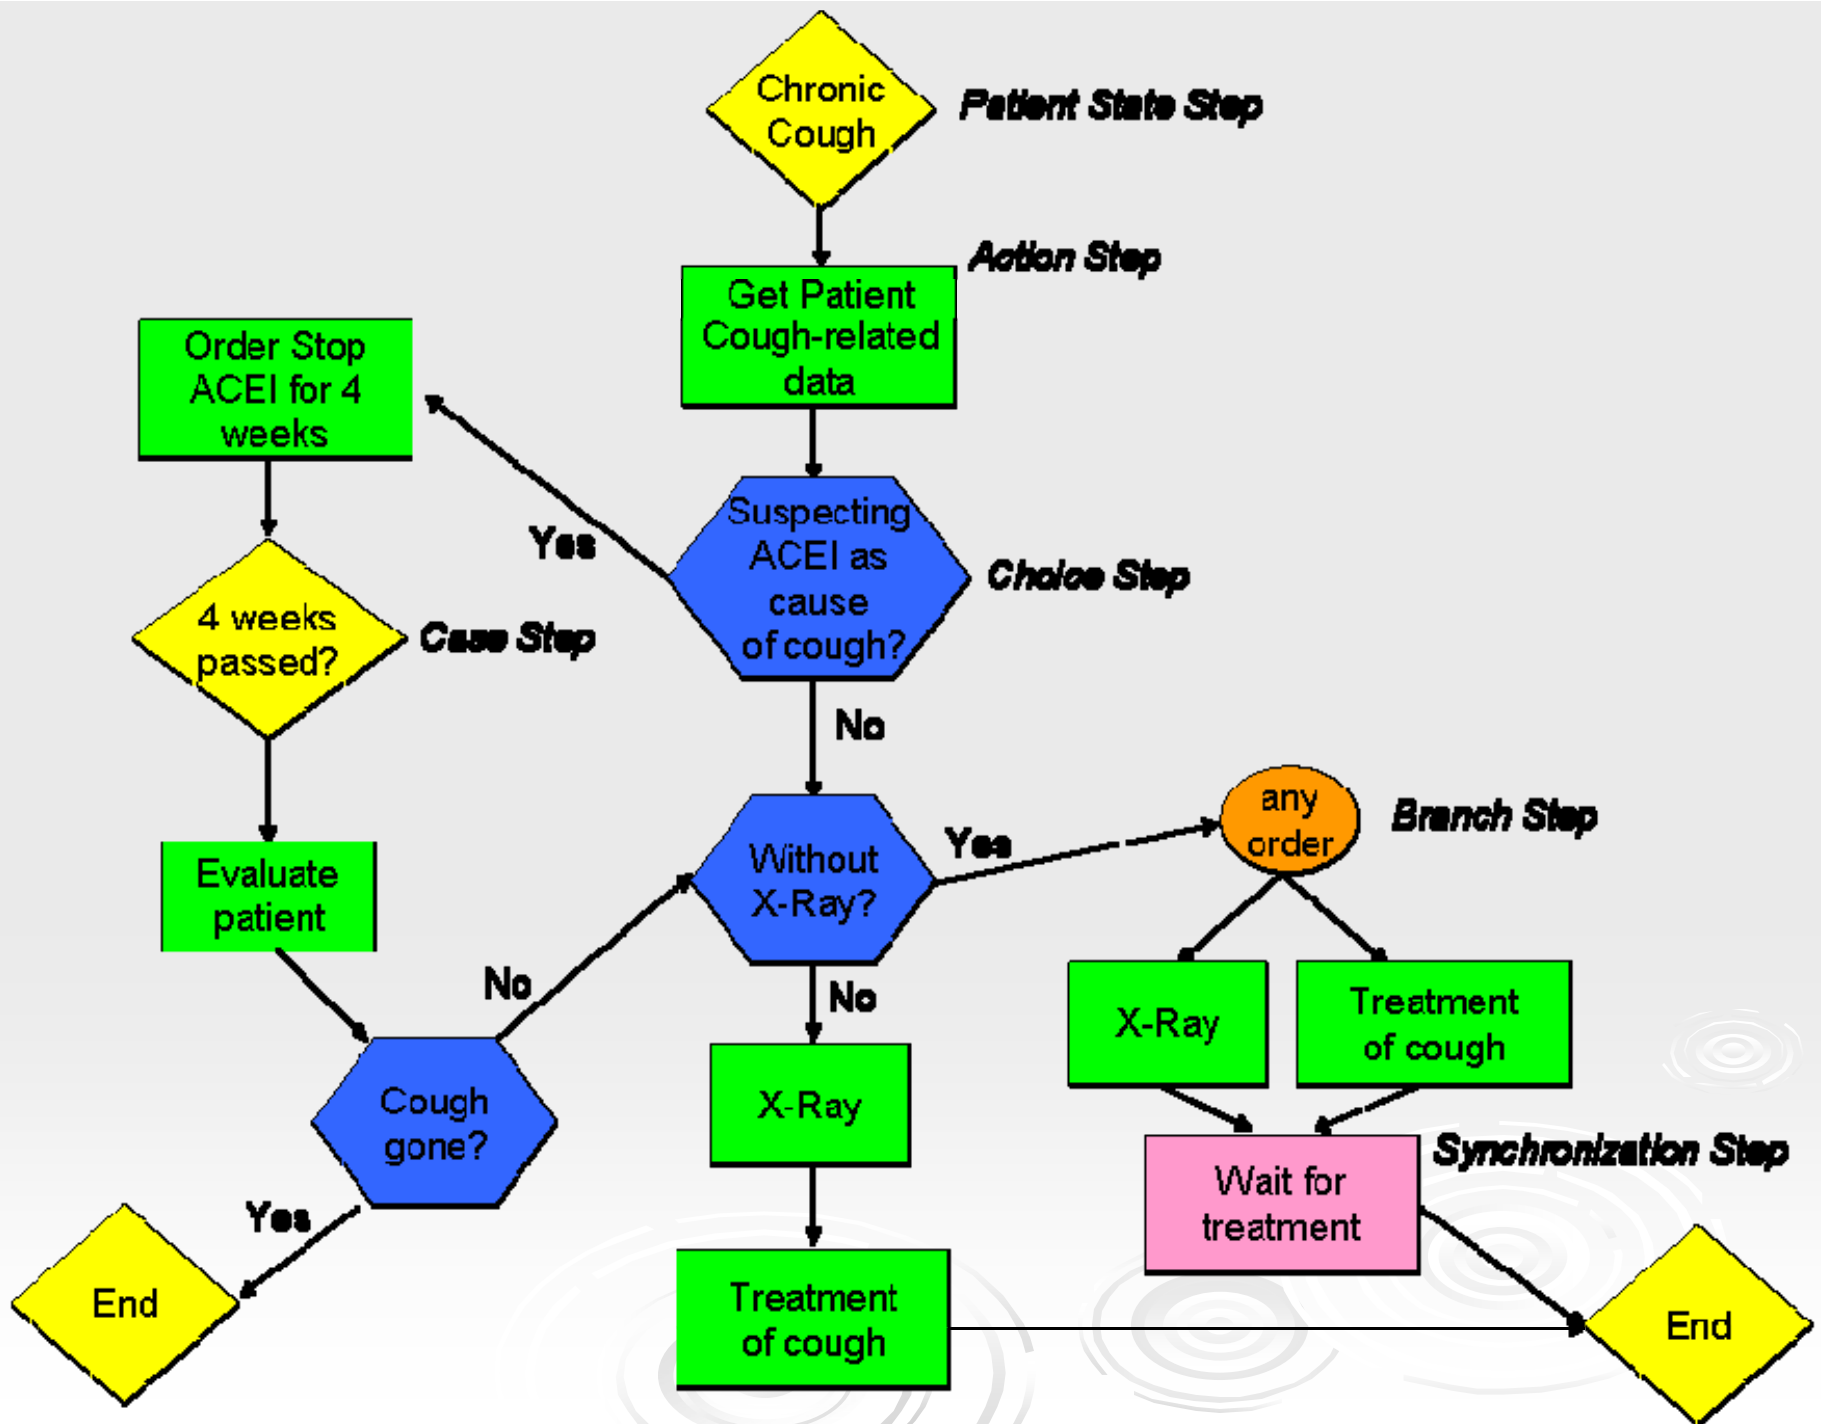 Chronic
Cough
Patient State Step
Action Step
Get Patient
Cough-related
data
Order Stop
ACEI for 4
weeks
Suspecting
ACEI as
cause
of cough?
Yes
Choice Step
4 weeks
passed?
Case Step
No
any
order
Branch Step
Without
X-Ray?
Yes
Evaluate
patient
No
No
X-Ray
Treatment
of cough
Cough
gone?
X-Ray
Wait for
treatment
Synchronization Step
Yes
End
Treatment
of cough
End